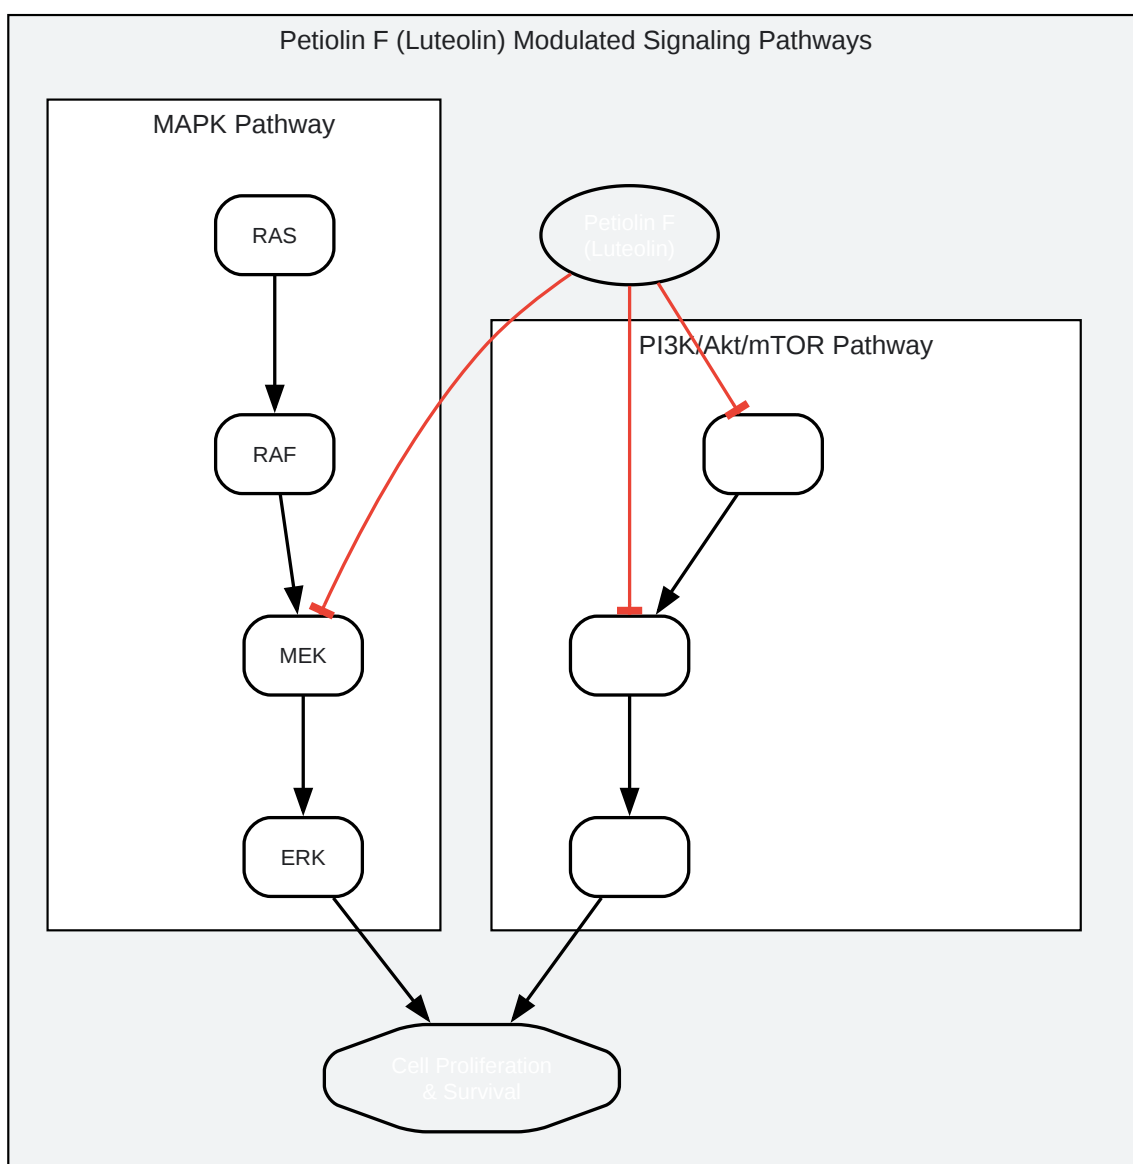 Petiolin F (Luteolin) Modulated Signaling Pathways
MAPK Pathway
RAS
Petiolin F
(Luteolin)
PI3K/Akt/mTOR Pathway
RAF
MEK
ERK
Cell Proliferation
& Survival